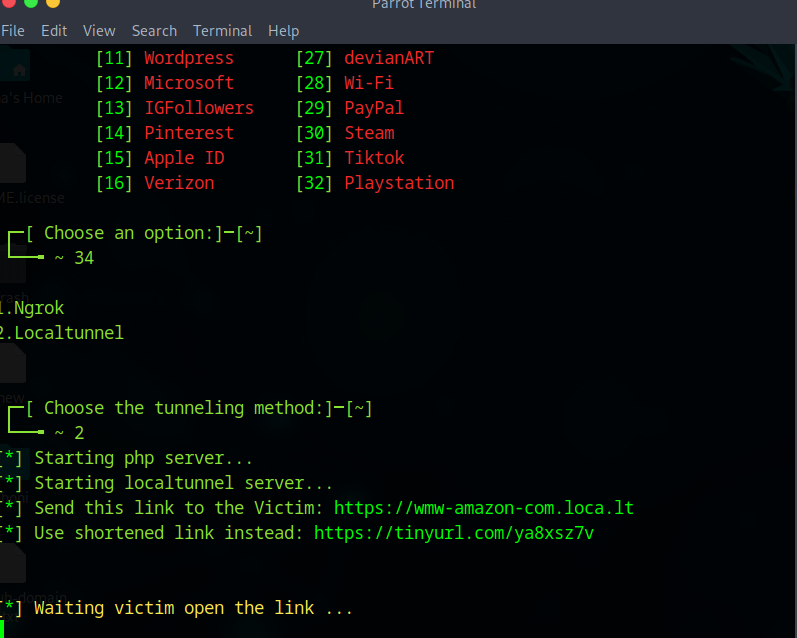 Parrot Terminal
File Edit View Search Terminal Help
[11] Wordpress [27] devianART
[12] Microsoft [28] Wi-Fi
[13] IGFollowers [29] PayPal
[14] Pinterest [30] Steam
[15] Apple ID [31] Tiktok
[16] Verizon [32] Playstation
a's Home
ME.license
[ Choose an option:]─[~]
~ 34
1.Ngrok
2.Localtunnel
[ Choose the tunneling method:]─[~]
~ 2
[*] Starting php server...
[*] Starting localtunnel server...
[*] Send this link to the Victim: https://wmw-amazon-com.loca.lt
[*] Use shortened link instead: https://tinyurl.com/ya8xsz7v
[*] Waiting victim open the link ...